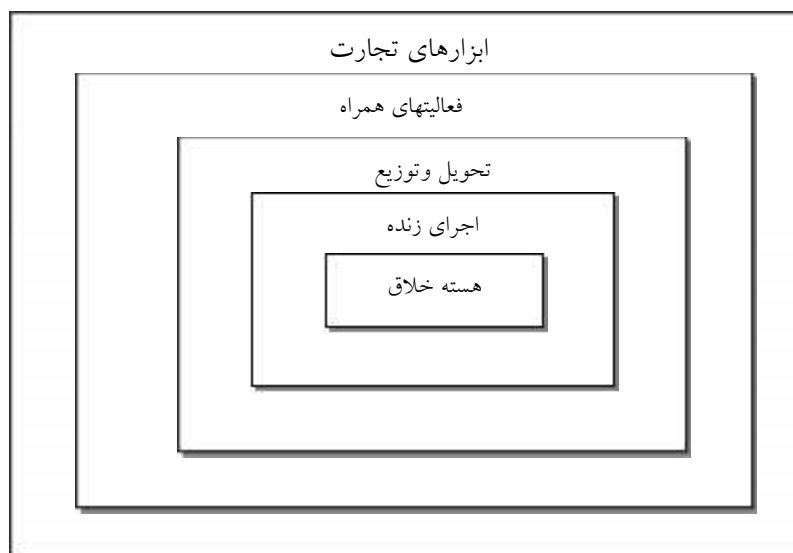 ابزارهای تجارت
فعالیتهای همراه
تحویل وتوزیع
اجرای زنده
هسته خلاق